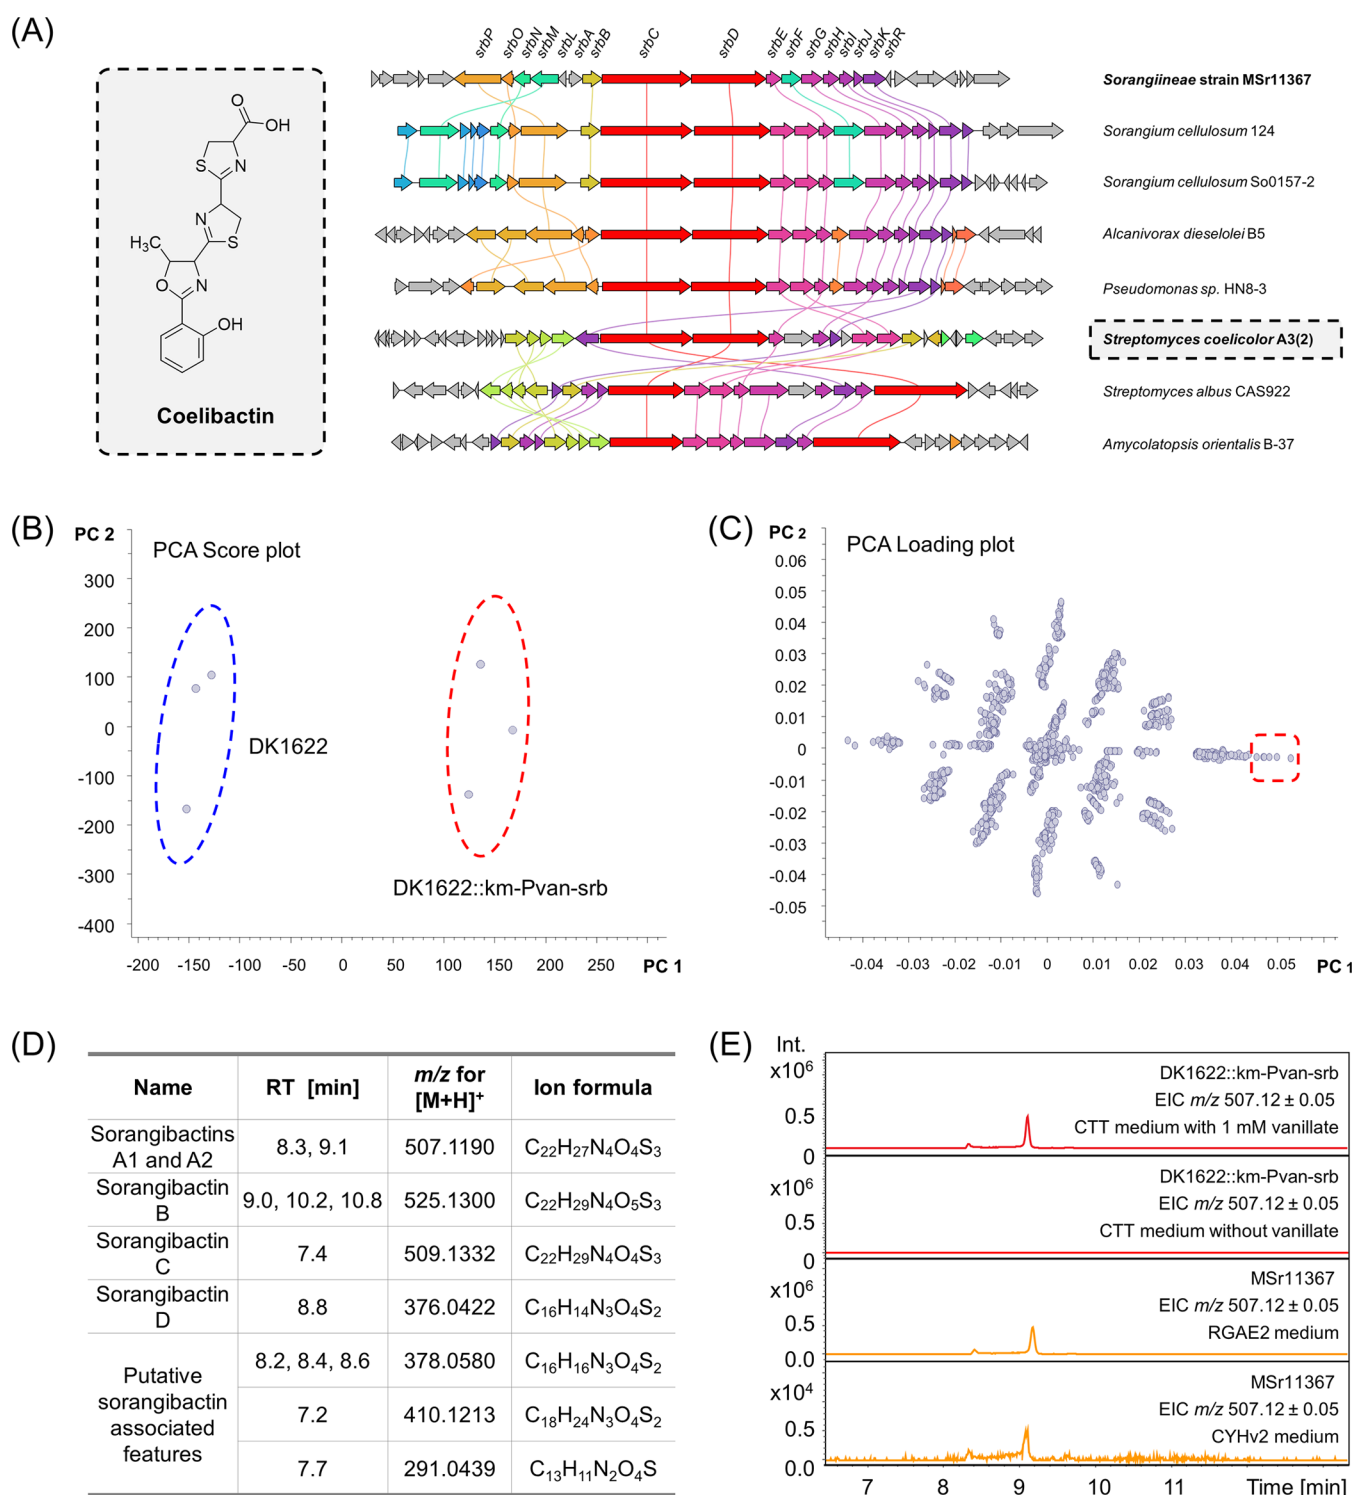 (A)
srbP srbO srbN srbM srbL srbA srbB srbC srbD srbE srbF srbG srbH srbI srbJ srbK srbR
O
OH
S
N
N
S
H₃C
O
N
OH
Coelibactin
Sorangiineae strain MSr11367
Sorangium cellulosum 124
Sorangium cellulosum So0157-2
Alcanivorax dieselolei B5
Pseudomonas sp. HN8-3
Streptomyces coelicolor A3(2)
Streptomyces albus CAS922
Amycolatopsis orientalis B-37
(B)
PC 2
PCA Score plot
300
200
100
0
-100
-200
-300
-400
DK1622
DK1622::km-Pvan-srb
-200 -150 -100 -50 0 50 100 150 200 250 PC 1
(C)
PC 2
PCA Loading plot
0.06
0.05
0.04
0.03
0.02
0.01
0
-0.01
-0.02
-0.03
-0.04
-0.05
-0.04 -0.03 -0.02 -0.01 0 0.01 0.02 0.03 0.04 0.05 PC 1
(D)
Name RT [min] m/z for [M+H]⁺ Ion formula
Sorangibactins A1 and A2 8.3, 9.1 507.1190 C₂₂H₂₇N₄O₄S₃
Sorangibactin B 9.0, 10.2, 10.8 525.1300 C₂₂H₂₉N₄O₅S₃
Sorangibactin C 7.4 509.1332 C₂₂H₂₉N₄O₄S₃
Sorangibactin D 8.8 376.0422 C₁₆H₁₄N₃O₄S₂
Putative sorangibactin associated features 8.2, 8.4, 8.6 378.0580 C₁₆H₁₆N₃O₄S₂
7.2 410.1213 C₁₈H₂₄N₃O₄S₂
7.7 291.0439 C₁₃H₁₁N₂O₄S
(E)
Int.
x10⁶
0.5
0
DK1622::km-Pvan-srb
EIC m/z 507.12 ± 0.05
CTT medium with 1 mM vanillate
x10⁶
0.5
0
DK1622::km-Pvan-srb
EIC m/z 507.12 ± 0.05
CTT medium without vanillate
x10⁶
0.5
0.0
MSr11367
EIC m/z 507.12 ± 0.05
RGAE2 medium
x10⁴
0.5
0.0
MSr11367
EIC m/z 507.12 ± 0.05
CYHv2 medium
7 8 9 10 11 Time [min]